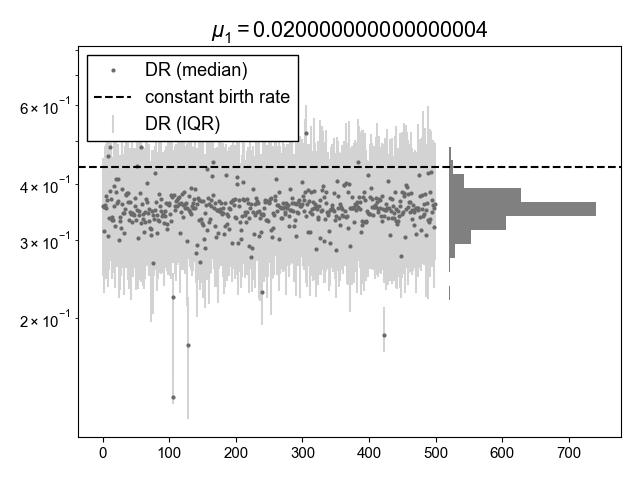 μ₁ = 0.020000000000000004
DR (median)
constant birth rate
DR (IQR)
6 × 10⁻¹
4 × 10⁻¹
3 × 10⁻¹
2 × 10⁻¹
0 100 200 300 400 500 600 700